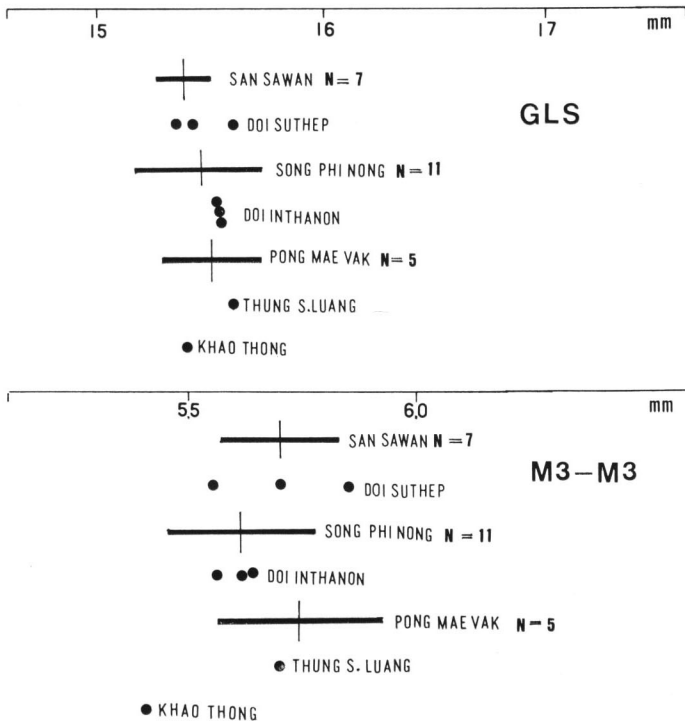 15 16 17 mm
SAN SAWAN N=7
GLS
DOI SUTHEP
SONG PHI NONG N=11
DOI INTHANON
PONG MAE VAK N=5
THUNG S.LUANG
KHAO THONG
5,5 6,0 mm
SAN SAWAN N=7
M3–M3
DOI SUTHEP
SONG PHI NONG N=11
DOI INTHANON
PONG MAE VAK N=5
THUNG S. LUANG
KHAO THONG